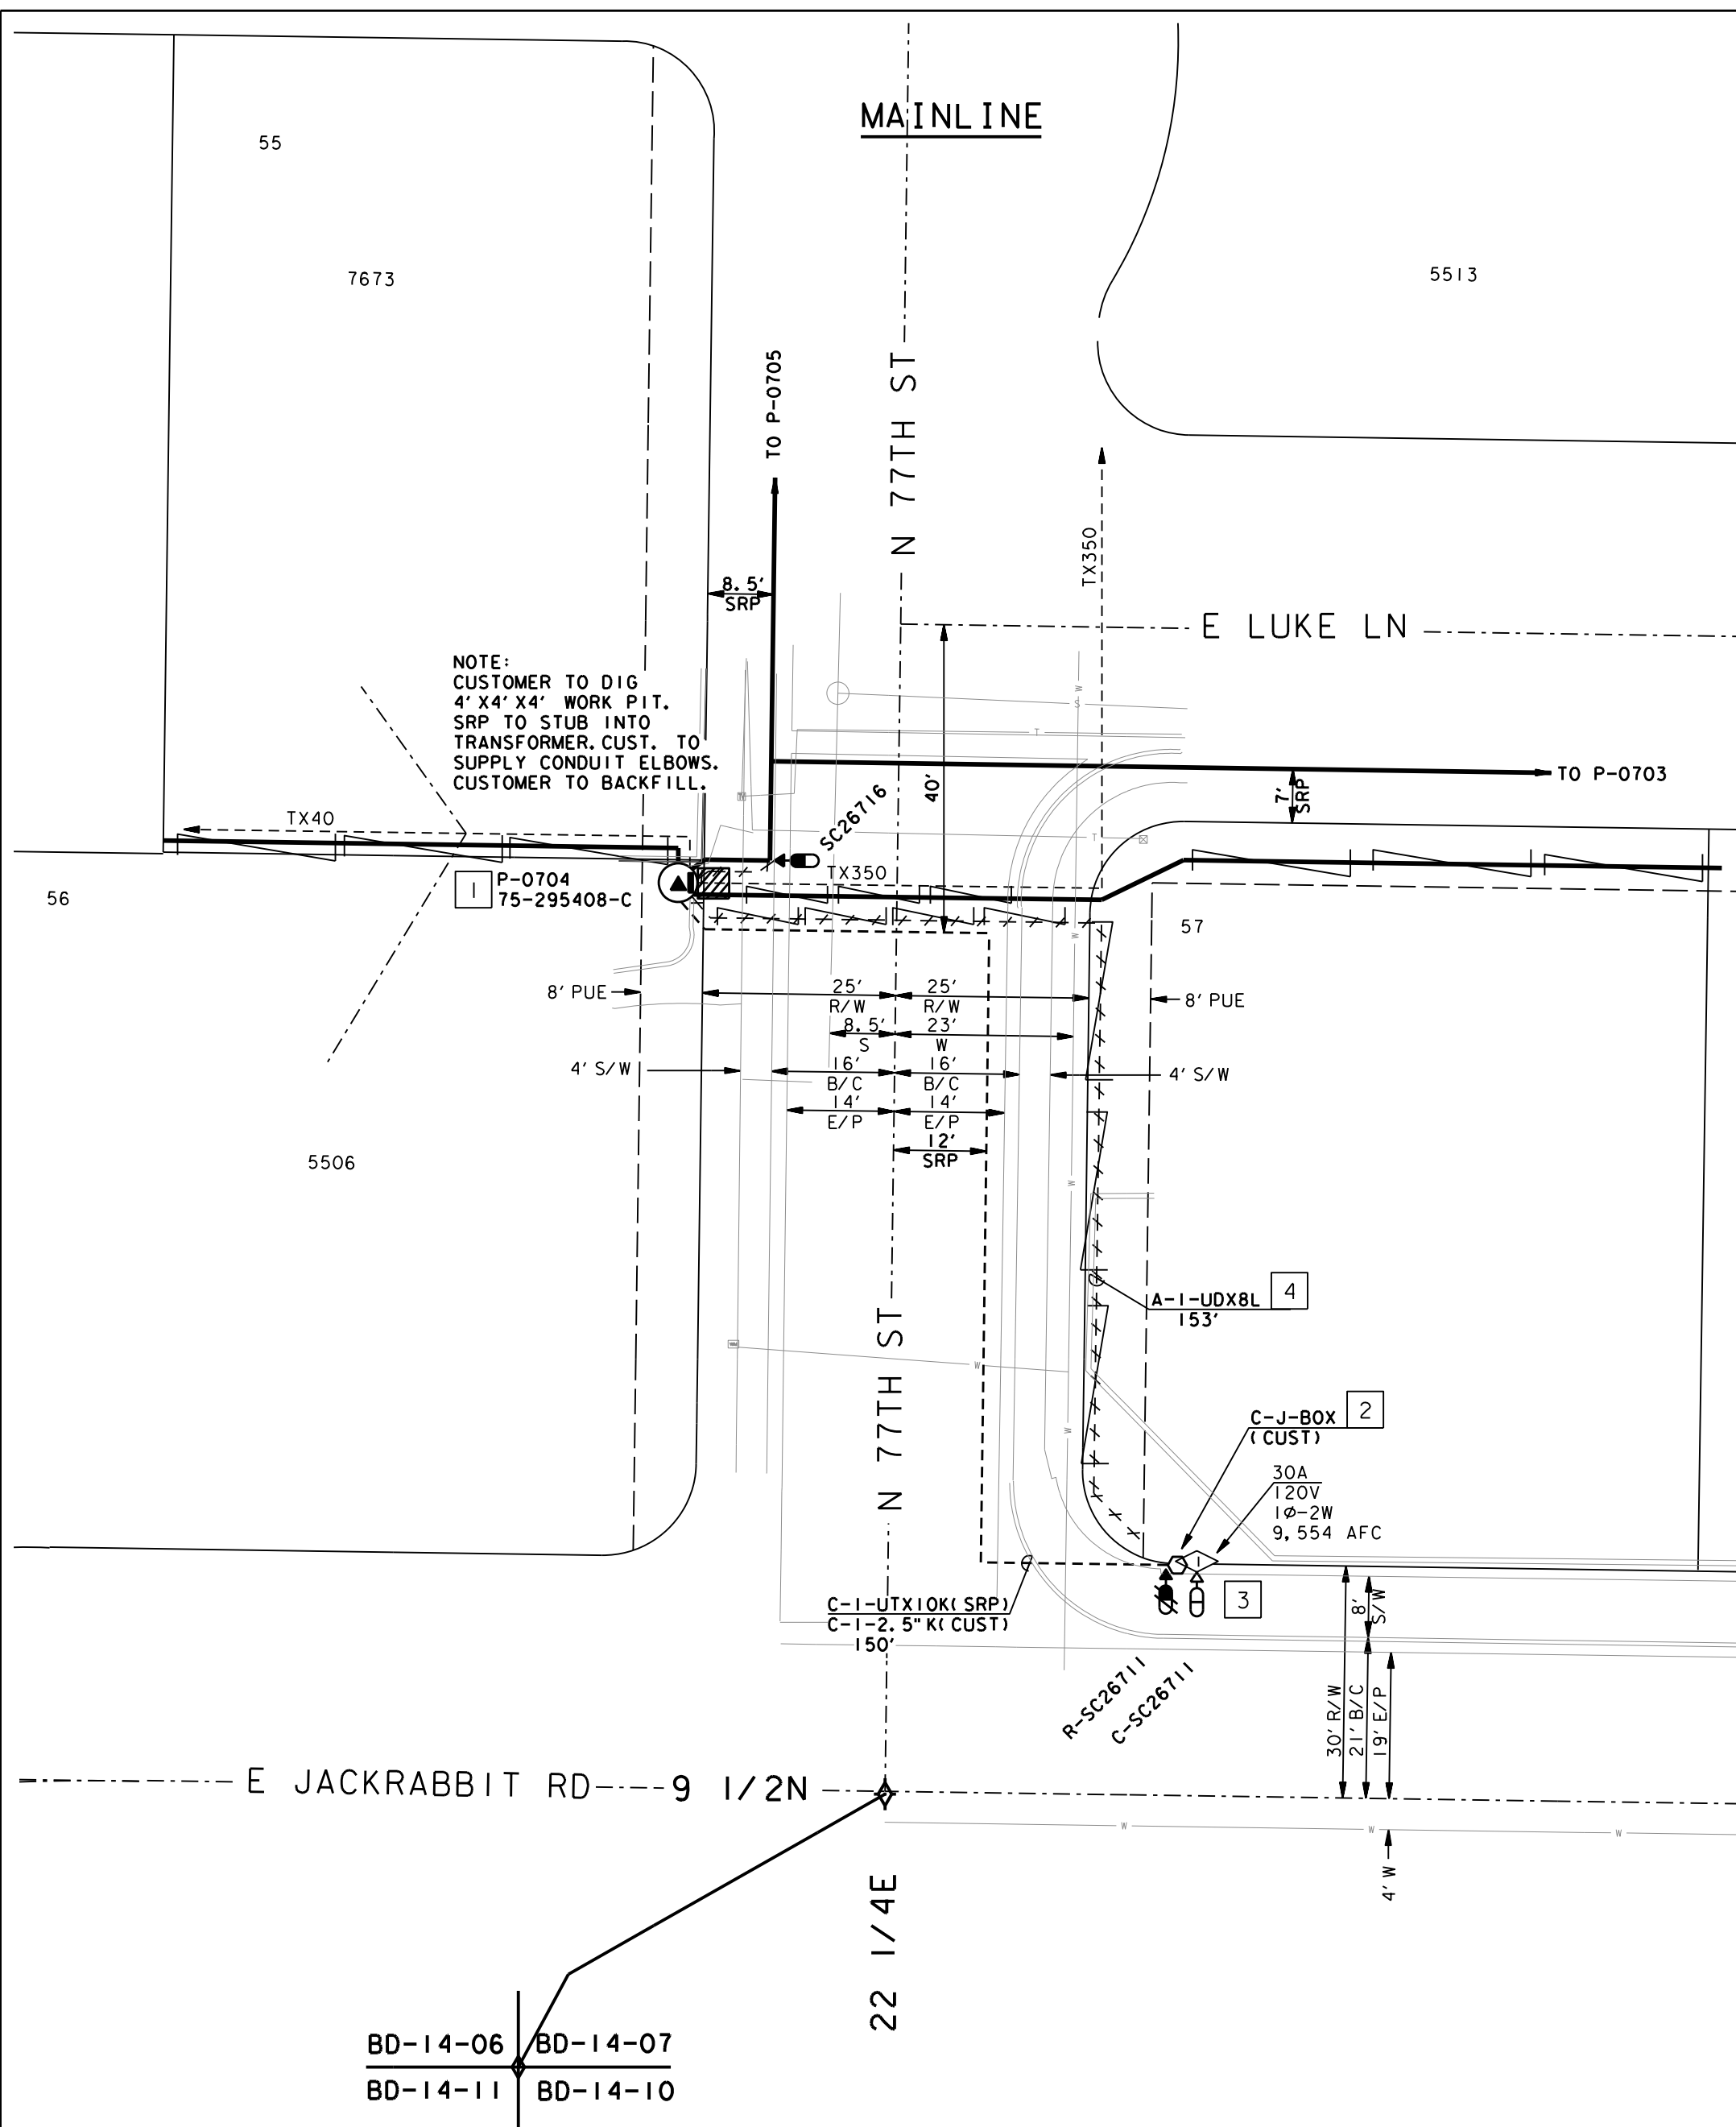 MAINLINE
55
7673
5513
TO P-0705
N 77TH ST
TX350
8.5'
SRP
E LUKE LN
NOTE:
CUSTOMER TO DIG
4'X4'X4' WORK PIT.
SRP TO STUB INTO
TRANSFORMER. CUST. TO
SUPPLY CONDUIT ELBOWS.
CUSTOMER TO BACKFILL.
W
S
T
40'
TO P-0703
7'
SRP
SC26716
TX40
T
TX350
1
P-0704
75-295408-C
56
57
W
8' PUE
25'
R/W
25'
R/W
8' PUE
8.5'
S
23'
W
4' S/W
16'
B/C
16'
B/C
4' S/W
14'
E/P
14'
E/P
12'
SRP
5506
W
A-1-UDX8L
153'
4
N 77TH ST
W
W
C-J-BOX
(CUST)
2
30A
120V
1Ø-2W
9,554 AFC
1
3
C-1-UTX10K(SRP)
C-1-2.5"K(CUST)
150'
8'
S/W
R-SC26711
C-SC26711
30' R/W
21' B/C
19' E/P
E JACKRABBIT RD
9 1/2N
W
W
W
4' W
22 1/4E
BD-14-06
BD-14-07
BD-14-11
BD-14-10